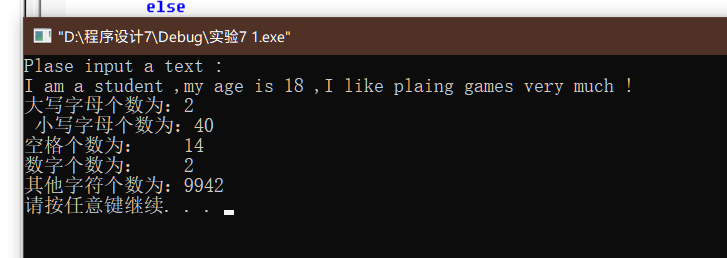 else
"D:\程序设计7\Debug\实验7 1.exe"
Plase input a text :
I am a student ,my age is 18 ,I like plaing games very much !
大写字母个数为: 2
小写字母个数为: 40
空格个数为: 14
数字个数为: 2
其他字符个数为: 9942
请按任意键继续. . .